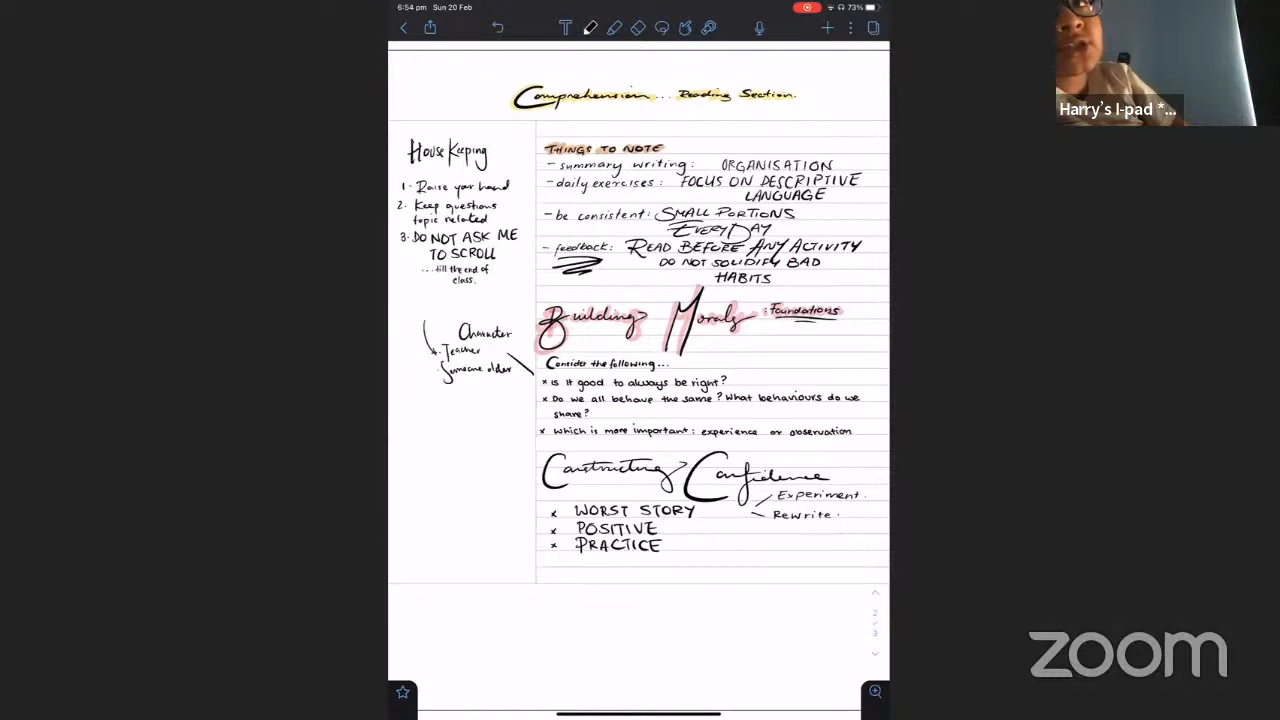 6:54 pm Sun 20 Feb
73%
Harry's I-pad *...
Comprehension ... Reading Section.
House Keeping
1. Raise your hand
2. Keep questions
topic related
3. DO NOT ASK ME
TO SCROLL
... till the end of
class.
THINGS TO NOTE
- summary writing: ORGANISATION
- daily exercises: FOCUS ON DESCRIPTIVE
LANGUAGE
- be consistent: SMALL PORTIONS
EVERY DAY
- feedback: READ BEFORE ANY ACTIVITY
DO NOT SOLIDIFY BAD
HABITS
Building Morals : Foundations
Character
Teacher
Someone older
Consider the following...
x Is it good to always be right?
x Do we all behave the same? What behaviours do we
share?
x Which is more important: experience or observation
Constructing Confidence
Experiment.
Rewrite.
x WORST STORY
x POSITIVE
x PRACTICE
2
/
3
zoom